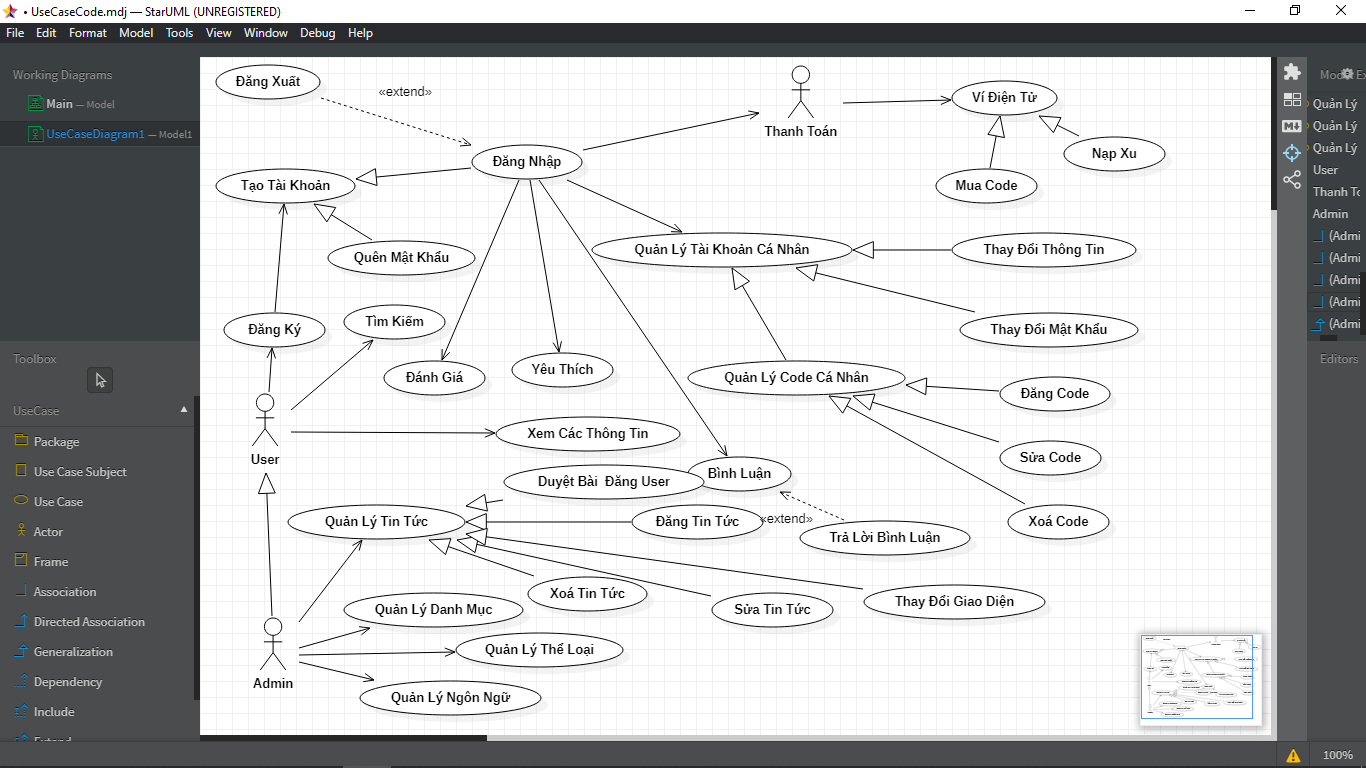 • UseCaseCode.mdj — StarUML (UNREGISTERED)
File Edit Format Model Tools View Window Debug Help
Working Diagrams
Main — Model
UseCaseDiagram1 — Model1
Toolbox
UseCase
Package
Use Case Subject
Use Case
Actor
Frame
Association
Directed Association
Generalization
Dependency
Include
Extend
Đăng Xuất
«extend»
Đăng Nhập
Thanh Toán
Ví Điện Tử
Nạp Xu
Mua Code
Tạo Tài Khoản
Quên Mật Khẩu
Quản Lý Tài Khoản Cá Nhân
Thay Đổi Thông Tin
Thay Đổi Mật Khẩu
Đăng Ký
Tìm Kiếm
Đánh Giá
Yêu Thích
Quản Lý Code Cá Nhân
Đăng Code
Sửa Code
Xoá Code
User
Xem Các Thông Tin
Bình Luận
Duyệt Bài Đăng User
Quản Lý Tin Tức
Đăng Tin Tức
«extend»
Trả Lời Bình Luận
Xoá Tin Tức
Sửa Tin Tức
Thay Đổi Giao Diện
Quản Lý Danh Mục
Quản Lý Thể Loại
Quản Lý Ngôn Ngữ
Admin
M
Quản Lý
Quản Lý
Quản Lý
User
Thanh To
Admin
(Admi
(Admi
(Admi
(Admi
(Admi
Editors
100%